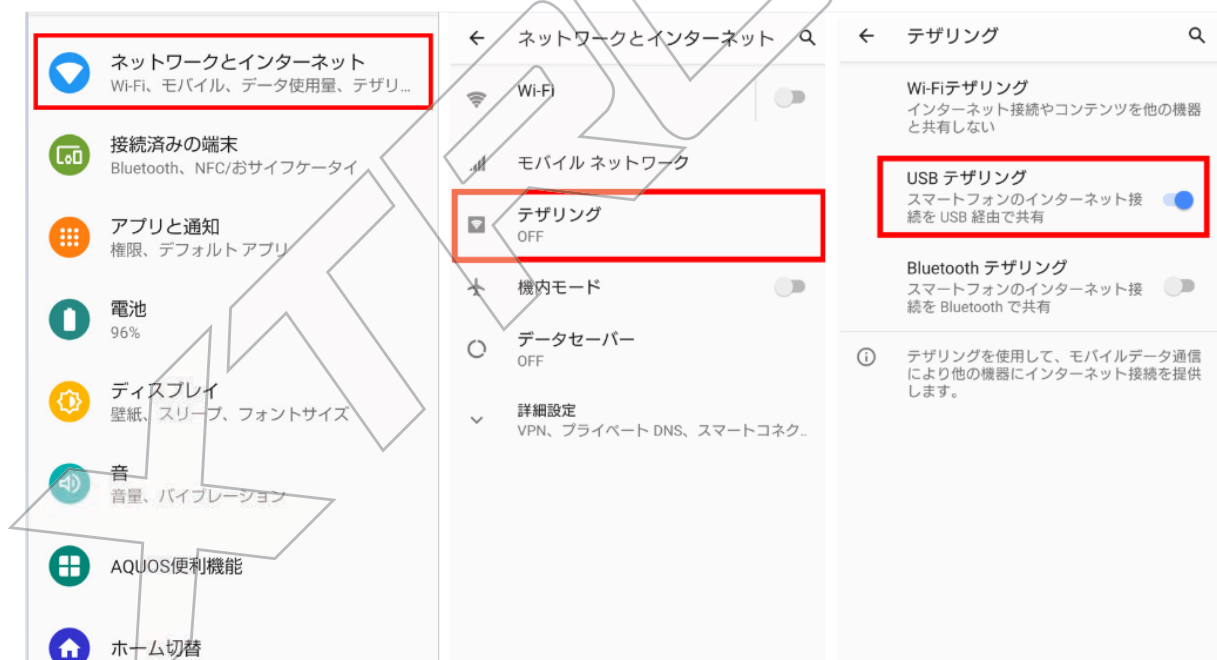 ネットワークとインターネット
Wi-Fi、モバイル、データ使用量、テザリ...
接続済みの端末
Bluetooth、NFC/おサイフケータイ
アプリと通知
権限、デフォルト アプリ
電池
96%
ディスプレイ
壁紙、スリープ、フォントサイズ
音
音量、バイブレーション
AQUOS便利機能
ホーム切替
ネットワークとインターネット
Wi-Fi
モバイル ネットワーク
テザリング
OFF
機内モード
データセーバー
OFF
詳細設定
VPN、プライベート DNS、スマートコネク..
テザリング
Wi-Fiテザリング
インターネット接続やコンテンツを他の機器
と共有しない
USB テザリング
スマートフォンのインターネット接
続を USB 経由で共有
Bluetooth テザリング
スマートフォンのインターネット接
続を Bluetooth で共有
テザリングを使用して、モバイルデータ通信
により他の機器にインターネット接続を提供
します。